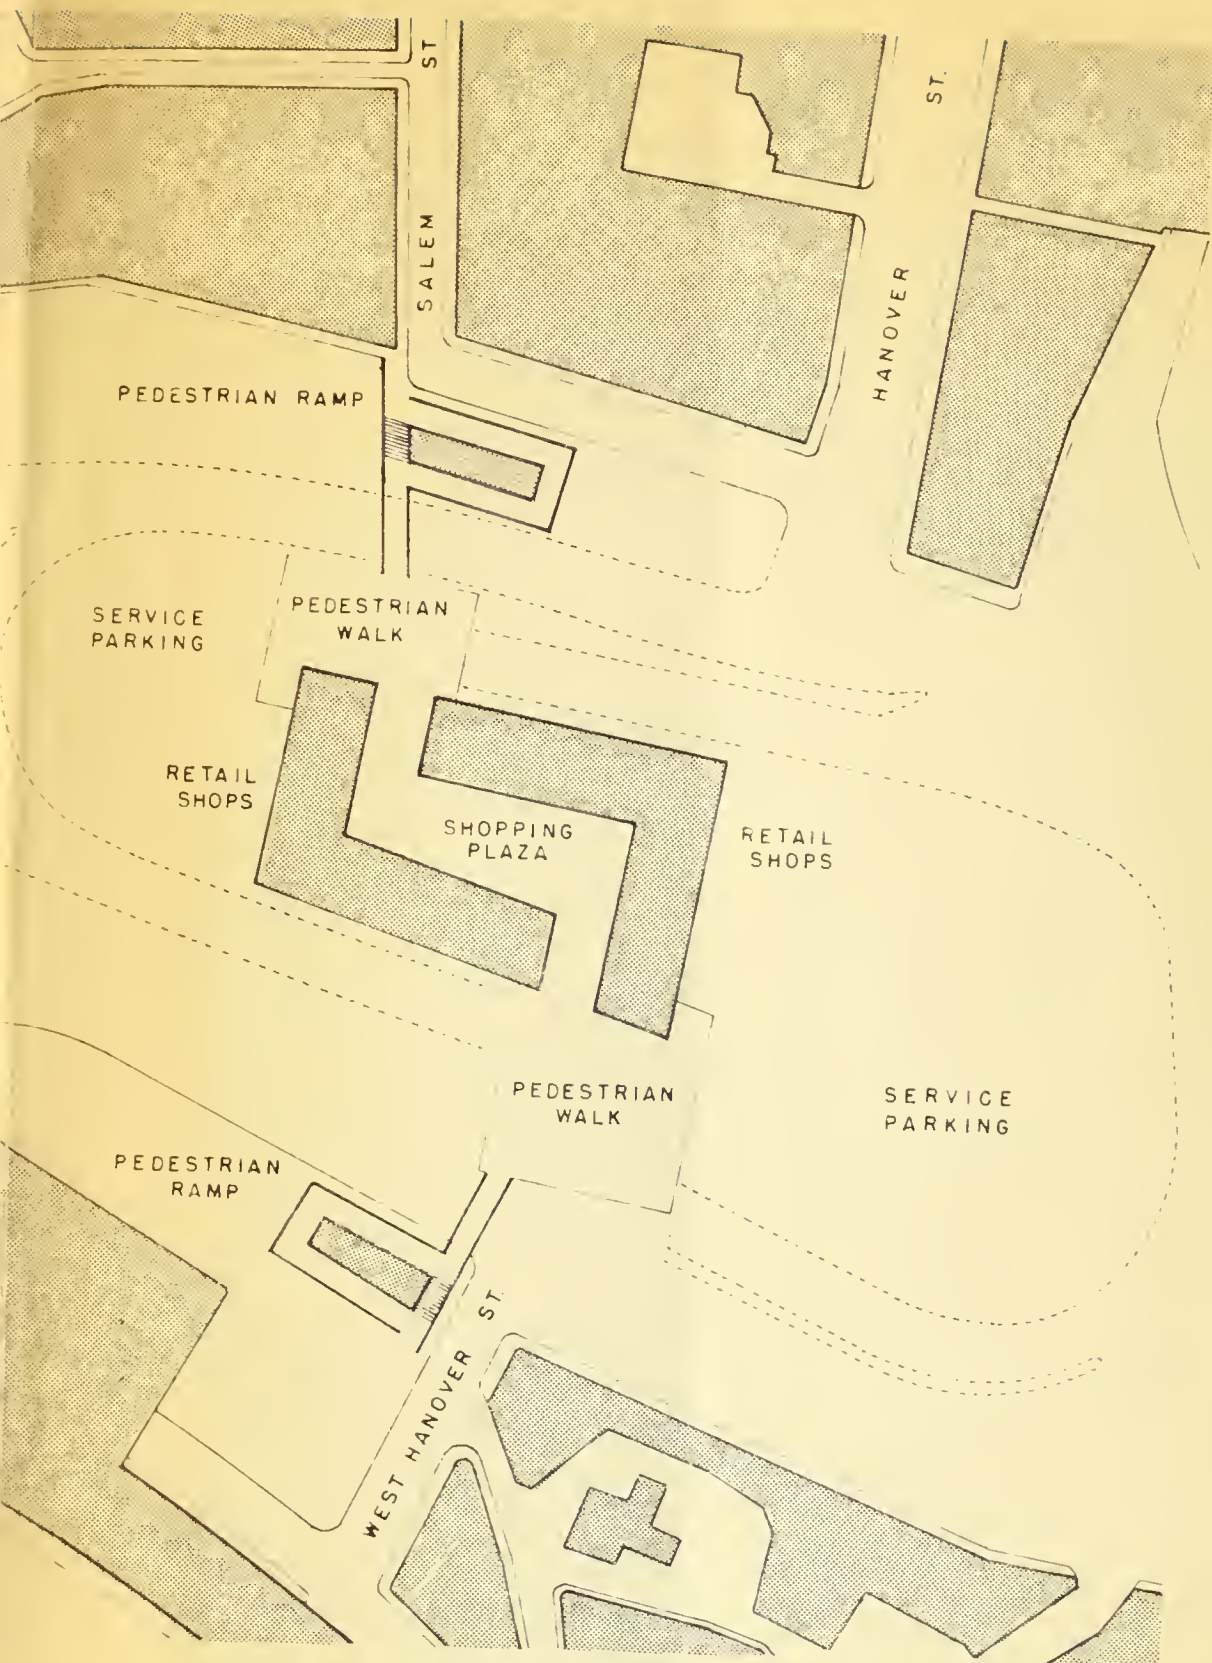 SALEM ST
HANOVER ST.
PEDESTRIAN RAMP
SERVICE
PARKING
PEDESTRIAN
WALK
RETAIL
SHOPS
SHOPPING
PLAZA
RETAIL
SHOPS
PEDESTRIAN
WALK
SERVICE
PARKING
PEDESTRIAN
RAMP
WEST HANOVER ST.